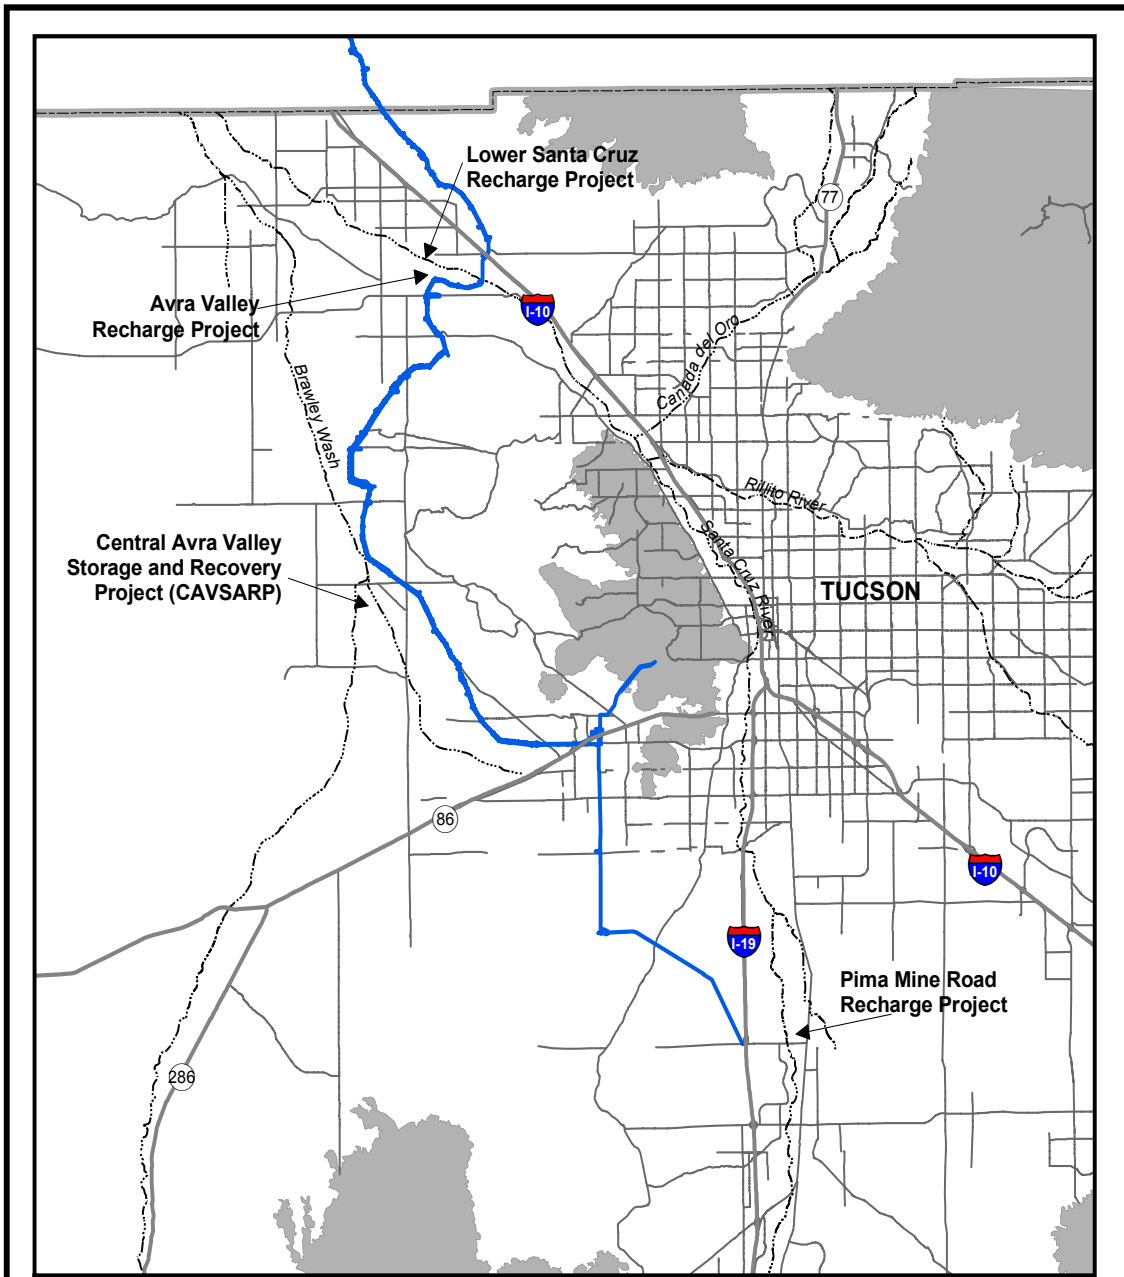 Lower Santa Cruz
Recharge Project
77
Avra Valley
Recharge Project
I-10
Canada del Oro
Brawley Wash
Rillito River
Santa Cruz River
Central Avra Valley
Storage and Recovery
Project (CAVSARP)
TUCSON
86
I-10
I-19
Pima Mine Road
Recharge Project
286